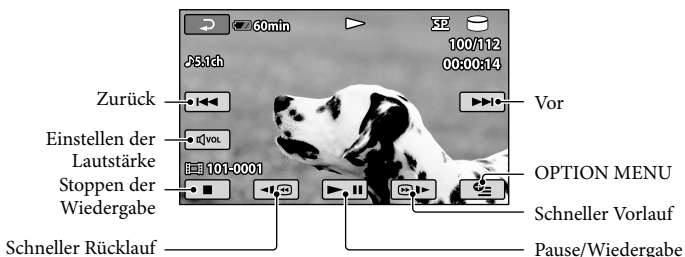 60min
SP
100/112
♪5.1ch
00:00:14
Zurück
Vor
VOL
Einstellen der
Lautstärke
101-0001
Stoppen der
Wiedergabe
OPTION MENU
Schneller Vorlauf
Schneller Rücklauf
Pause/Wiedergabe